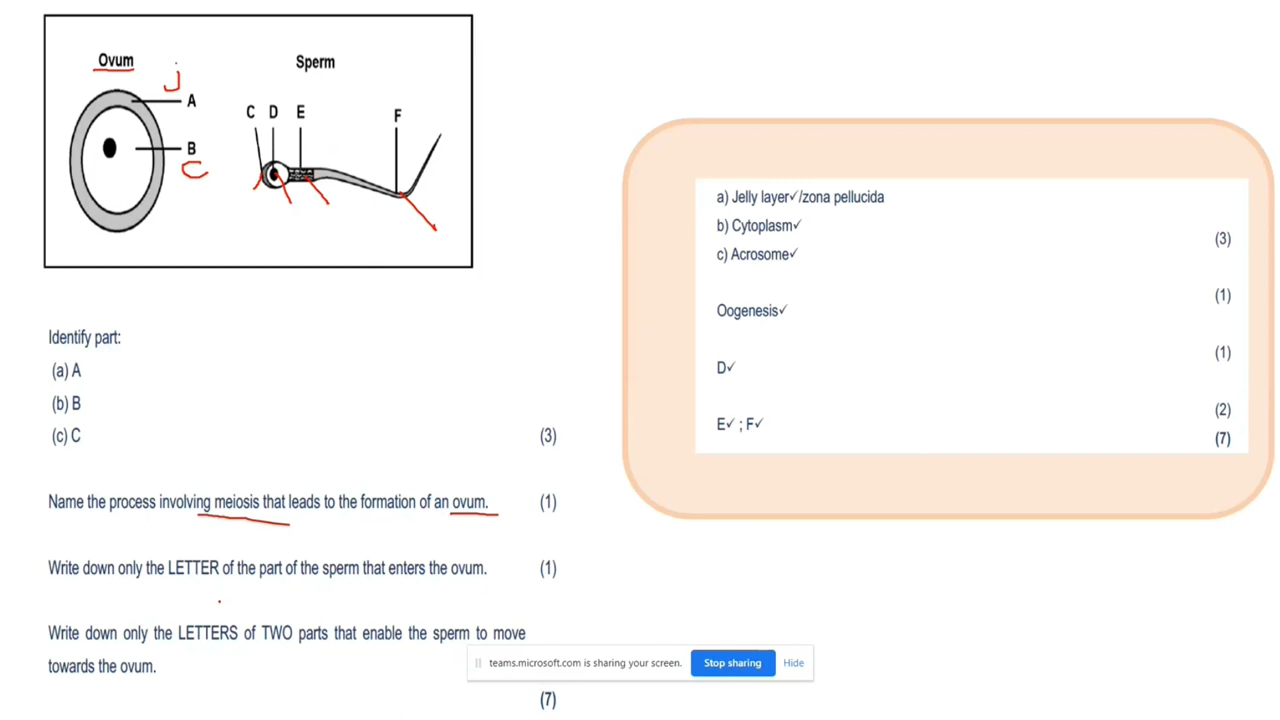 Ovum
Sperm
j
A
C D E
F
B
C
Identify part:
(a) A
(b) B
(c) C (3)
Name the process involving meiosis that leads to the formation of an ovum. (1)
Write down only the LETTER of the part of the sperm that enters the ovum. (1)
Write down only the LETTERS of TWO parts that enable the sperm to move
towards the ovum.
(7)
a) Jelly layer✓/zona pellucida
b) Cytoplasm✓
(3)
c) Acrosome✓
(1)
Oogenesis✓
(1)
D✓
(2)
E✓ ; F✓
(7)
teams.microsoft.com is sharing your screen. Stop sharing Hide